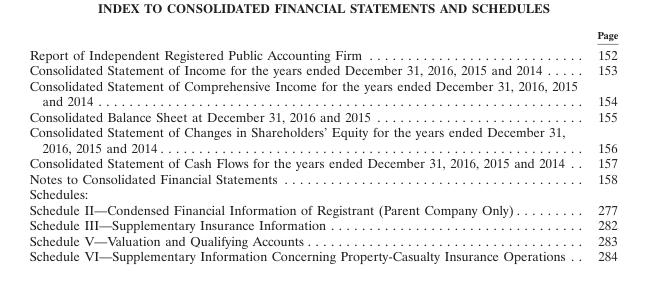 INDEX TO CONSOLIDATED FINANCIAL STATEMENTS AND SCHEDULES
Page
Report of Independent Registered Public Accounting Firm . . . . . . . . . . . . . . . . . . . . . . . . . . . . . . 152
Consolidated Statement of Income for the years ended December 31, 2016, 2015 and 2014 . . . . . 153
Consolidated Statement of Comprehensive Income for the years ended December 31, 2016, 2015
and 2014 . . . . . . . . . . . . . . . . . . . . . . . . . . . . . . . . . . . . . . . . . . . . . . . . . . . . . . . . . . . . . . . . . . . 154
Consolidated Balance Sheet at December 31, 2016 and 2015 . . . . . . . . . . . . . . . . . . . . . . . . . . . . . 155
Consolidated Statement of Changes in Shareholders’ Equity for the years ended December 31,
2016, 2015 and 2014 . . . . . . . . . . . . . . . . . . . . . . . . . . . . . . . . . . . . . . . . . . . . . . . . . . . . . . . . . . 156
Consolidated Statement of Cash Flows for the years ended December 31, 2016, 2015 and 2014 . . 157
Notes to Consolidated Financial Statements . . . . . . . . . . . . . . . . . . . . . . . . . . . . . . . . . . . . . . . . . . 158
Schedules:
Schedule II—Condensed Financial Information of Registrant (Parent Company Only) . . . . . . . . . 277
Schedule III—Supplementary Insurance Information . . . . . . . . . . . . . . . . . . . . . . . . . . . . . . . . . . . 282
Schedule V—Valuation and Qualifying Accounts . . . . . . . . . . . . . . . . . . . . . . . . . . . . . . . . . . . . . . 283
Schedule VI—Supplementary Information Concerning Property-Casualty Insurance Operations . . 284